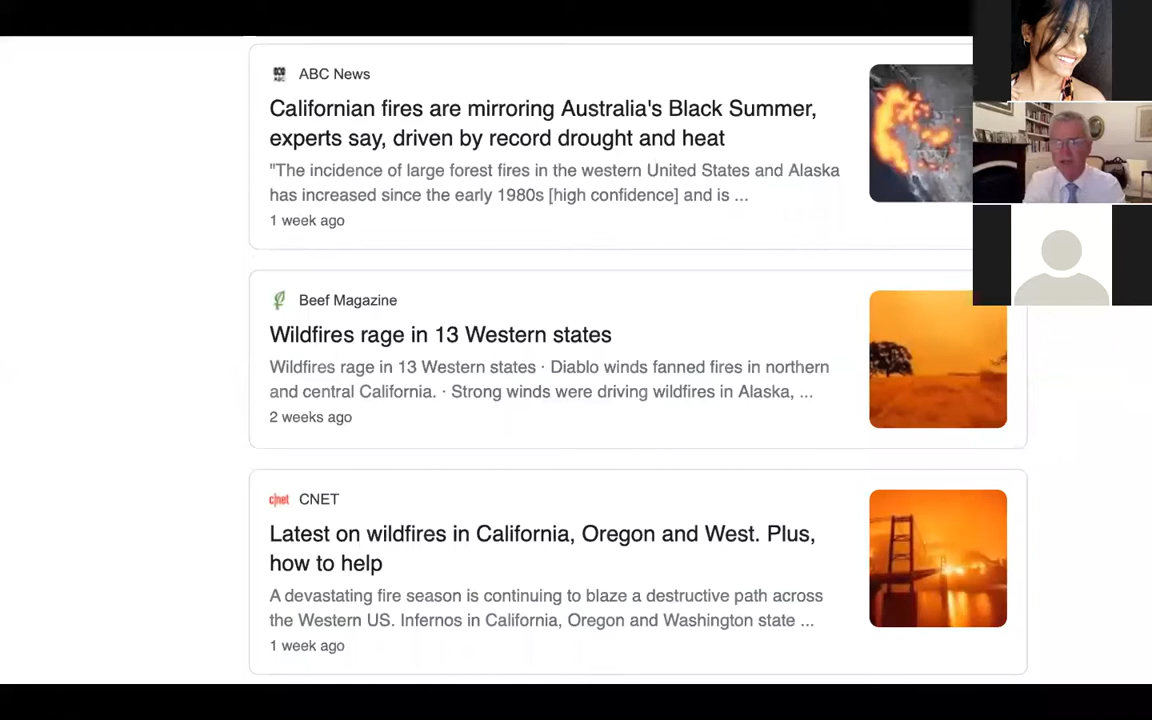 ABC News
Californian fires are mirroring Australia's Black Summer,
experts say, driven by record drought and heat
"The incidence of large forest fires in the western United States and Alaska
has increased since the early 1980s [high confidence] and is ...
1 week ago
Beef Magazine
Wildfires rage in 13 Western states
Wildfires rage in 13 Western states · Diablo winds fanned fires in northern
and central California. · Strong winds were driving wildfires in Alaska, ...
2 weeks ago
c|net CNET
Latest on wildfires in California, Oregon and West. Plus,
how to help
A devastating fire season is continuing to blaze a destructive path across
the Western US. Infernos in California, Oregon and Washington state ...
1 week ago